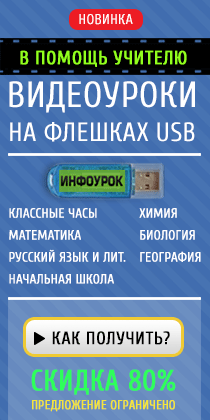 НОВИНКА
В ПОМОЩЬ УЧИТЕЛЮ
ВИДЕОУРОКИ
НА ФЛЕШКАХ USB
ИНФОУРОК
КЛАССНЫЕ ЧАСЫ
МАТЕМАТИКА
РУССКИЙ ЯЗЫК И ЛИТ.
НАЧАЛЬНАЯ ШКОЛА
ХИМИЯ
БИОЛОГИЯ
ГЕОГРАФИЯ
КАК ПОЛУЧИТЬ?
СКИДКА 80%
ПРЕДЛОЖЕНИЕ ОГРАНИЧЕНО